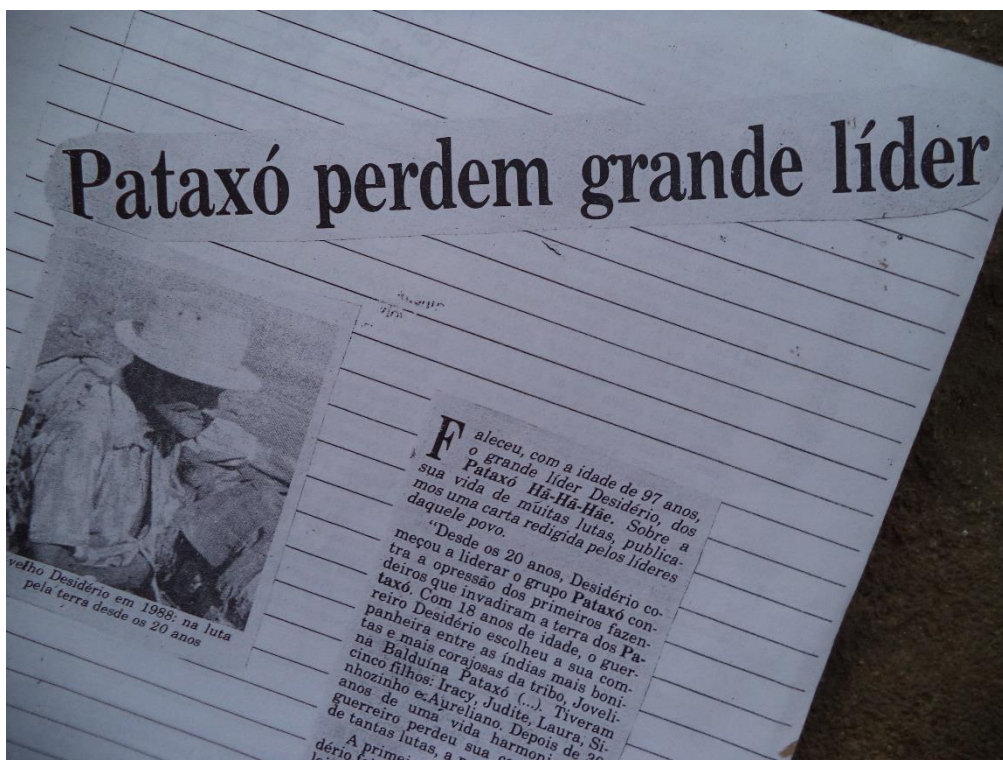 Pataxó perdem grande líder
velho Desidério em 1988: na luta
pela terra desde os 20 anos
Faleceu, com a idade de 97 anos,
o grande líder Desidério, dos
Pataxó Hã-Hã-Háe. Sobre a
sua vida de muitas lutas, publica-
mos uma carta redigida pelos líderes
daquele povo.
"Desde os 20 anos, Desidério co-
meçou a liderar o grupo Pataxó con-
tra a opressão dos primeiros fazen-
deiros que invadiram a terra dos Pa-
taxó. Com 18 anos de idade, o guer-
reiro Desidério escolheu a sua com-
panheira entre as índias mais boni-
tas e mais corajosas da tribo, Joveli-
na Balduína Pataxó (...). Tiveram
cinco filhos: Iracy, Judite, Laura, Si-
nhozinho e Aureliano. Depois de
anos de uma vida
guerreiro perdeu sua
de tantas lutas, a
A